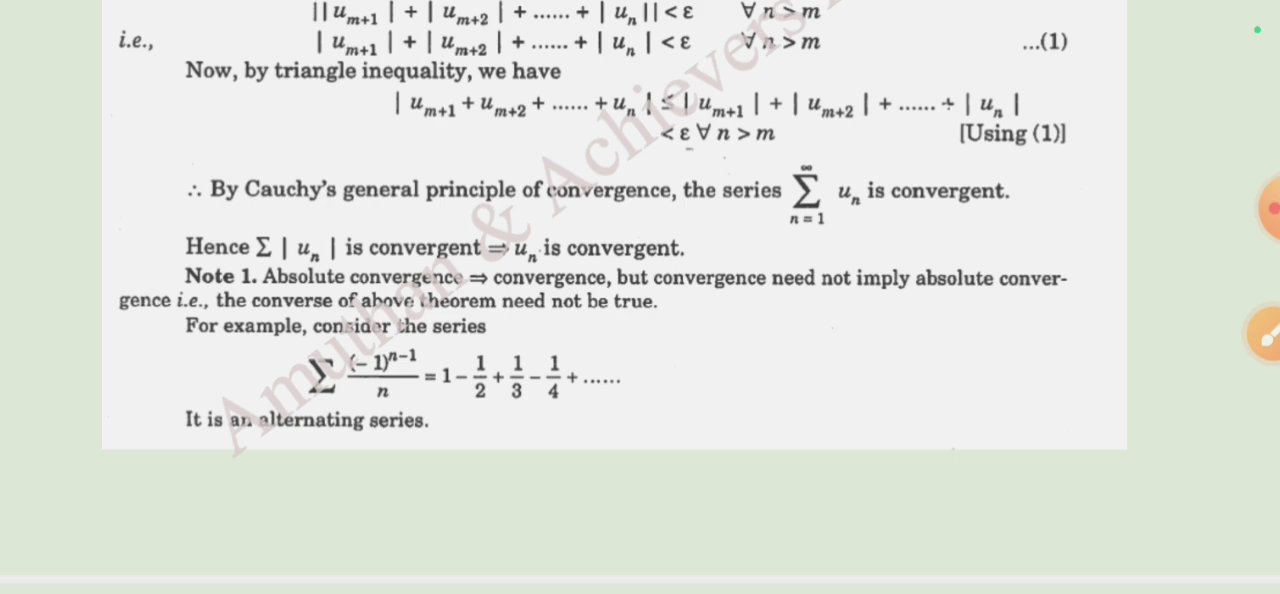 | | u_{m+1} | + | u_{m+2} | + ...... + | u_n | | < ε ∀ n > m
i.e., | u_{m+1} | + | u_{m+2} | + ...... + | u_n | < ε ∀ n > m ...(1)
Now, by triangle inequality, we have
| u_{m+1} + u_{m+2} + ...... + u_n | ≤ | u_{m+1} | + | u_{m+2} | + ...... + | u_n |
< ε ∀ n > m [Using (1)]
∴ By Cauchy's general principle of convergence, the series ∑_{n = 1}^{∞} u_n is convergent.
Hence Σ | u_n | is convergent ⇒ u_n is convergent.
Note 1. Absolute convergence ⇒ convergence, but convergence need not imply absolute conver-
gence i.e., the converse of above theorem need not be true.
For example, consider the series
∑ (– 1)^{n–1} / n = 1 – 1/2 + 1/3 – 1/4 + ......
It is an alternating series.
Amuthan & Achievers